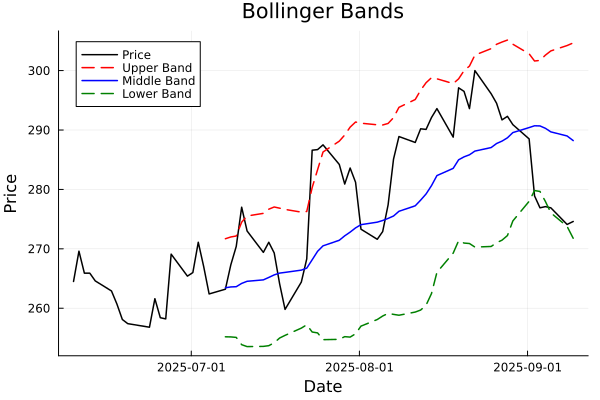 Bollinger Bands
Price
Upper Band
Middle Band
Lower Band
Price
300
290
280
270
260
2025-07-01
2025-08-01
2025-09-01
Date